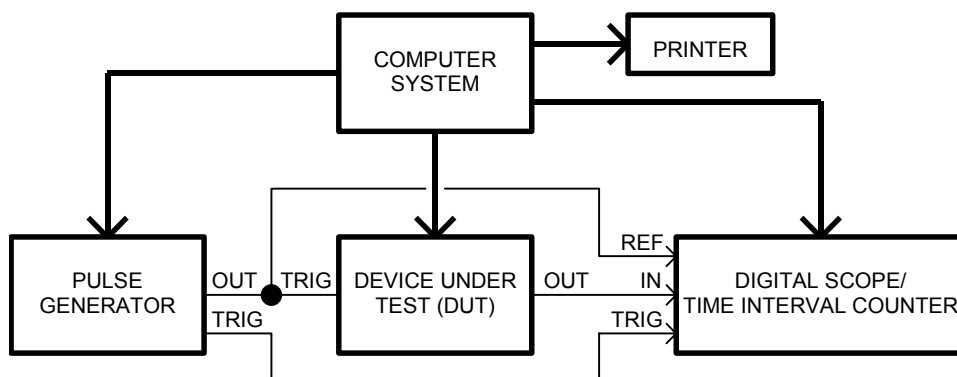 COMPUTER
SYSTEM
PRINTER
REF
PULSE
GENERATOR
OUT
TRIG
TRIG
DEVICE UNDER
TEST (DUT)
OUT
IN
TRIG
DIGITAL SCOPE/
TIME INTERVAL COUNTER